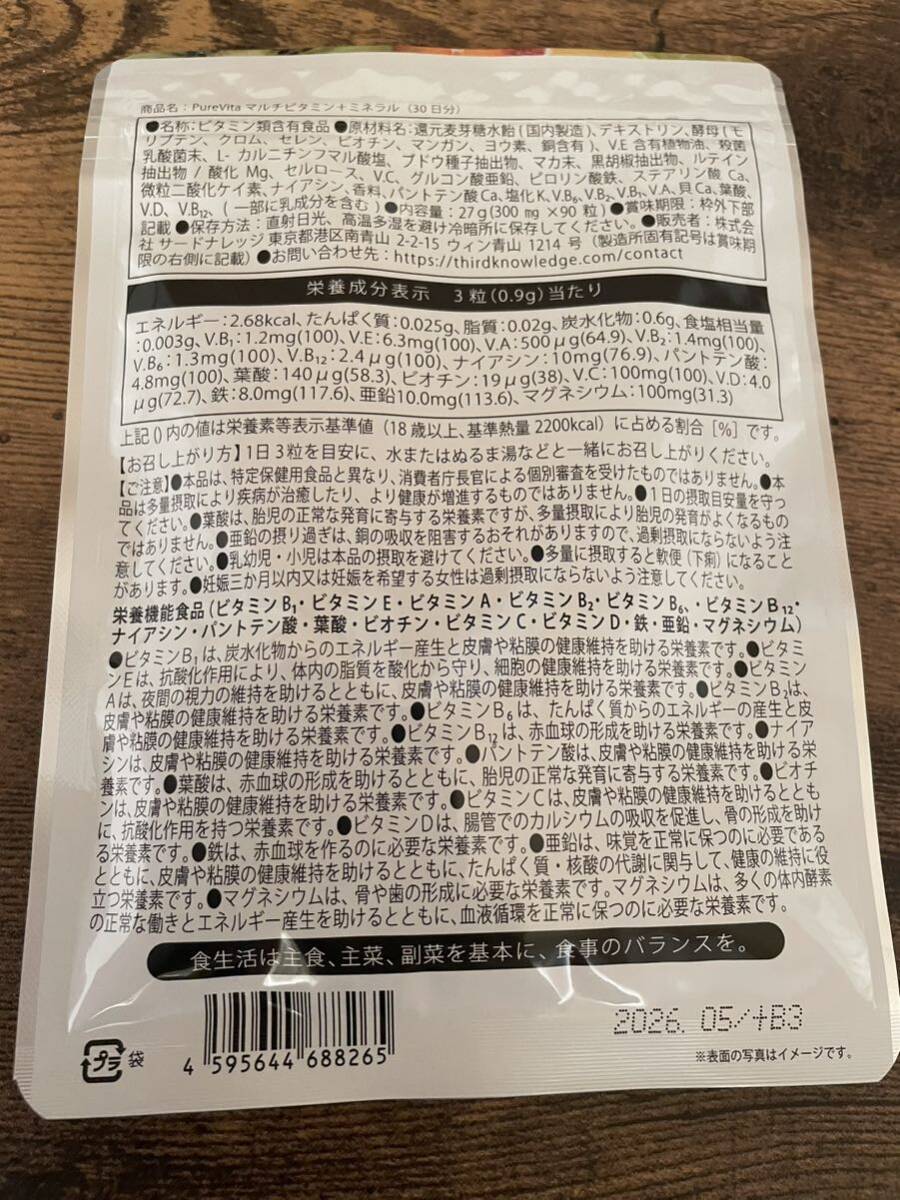 商品名：PureVita マルチビタミン＋ミネラル（30日分）
●名称：ビタミン類含有食品 ●原材料名：還元麦芽糖水飴（国内製造）、デキストリン、酵母（モ
リブデン、クロム、セレン、ビオチン、マンガン、ヨウ素、銅含有）、V.E含有植物油、殺菌
乳酸菌末、L-カルニチンフマル酸塩、ブドウ種子抽出物、マカ末、黒胡椒抽出物、ルテイン
抽出物／酸化 Mg、セルロース、V.C、グルコン酸亜鉛、ピロリン酸鉄、ステアリン酸 Ca、
微粒二酸化ケイ素、ナイアシン、香料、パントテン酸 Ca、塩化 K、V.B₆、V.B₂、V.B₁、V.A、貝 Ca、葉酸、
V.D、V.B₁₂、（一部に乳成分を含む）●内容量：27g（300 mg ×90 粒）●賞味期限：枠外下部
記載 ●保存方法：直射日光、高温多湿を避け冷暗所に保存してください。●販売者：株式会
社 サードナレッジ 東京都港区南青山 2-2-15 ウィン青山 1214 号（製造所固有記号は賞味期
限の右側に記載）●お問い合わせ先：https://thirdknowledge.com/contact
栄養成分表示 3 粒（0.9g）当たり
エネルギー：2.68kcal、たんぱく質：0.025g、脂質：0.02g、炭水化物：0.6g、食塩相当量
：0.003g、V.B₁：1.2mg(100)、V.E：6.3mg(100)、V.A：500μg(64.9)、V.B₂：1.4mg(100)、
V.B₆：1.3mg(100)、V.B₁₂：2.4μg(100)、ナイアシン：10mg(76.9)、パントテン酸：
4.8mg(100)、葉酸：140μg(58.3)、ビオチン：19μg(38)、V.C：100mg(100)、V.D：4.0
μg(72.7)、鉄：8.0mg(117.6)、亜鉛10.0mg(113.6)、マグネシウム：100mg(31.3)
上記()内の値は栄養素等表示基準値（18歳以上、基準熱量 2200kcal）に占める割合［%］です。
【お召し上がり方】1日3粒を目安に、水またはぬるま湯などと一緒にお召し上がりください。
【ご注意】●本品は、特定保健用食品と異なり、消費者庁長官による個別審査を受けたものではありません。●本
品は多量摂取により疾病が治癒したり、より健康が増進するものではありません。●1日の摂取目安量を守っ
てください。●葉酸は、胎児の正常な発育に寄与する栄養素ですが、多量摂取により胎児の発育がよくなるもの
ではありません。●亜鉛の摂り過ぎは、銅の吸収を阻害するおそれがありますので、過剰摂取にならないよう注
意してください。●乳幼児・小児は本品の摂取を避けてください。●多量に摂取すると軟便（下痢）になること
があります。●妊娠三か月以内又は妊娠を希望する女性は過剰摂取にならないよう注意してください。
栄養機能食品（ビタミンB₁・ビタミンE・ビタミンA・ビタミンB₂・ビタミンB₆、・ビタミンB₁₂・
ナイアシン・パントテン酸・葉酸・ビオチン・ビタミンC・ビタミンD・鉄・亜鉛・マグネシウム）
●ビタミンB₁は、炭水化物からのエネルギー産生と皮膚や粘膜の健康維持を助ける栄養素です。●ビタミ
ンEは、抗酸化作用により、体内の脂質を酸化から守り、細胞の健康維持を助ける栄養素です。●ビタミン
Aは、夜間の視力の維持を助けるとともに、皮膚や粘膜の健康維持を助ける栄養素です。●ビタミンB₂は、
皮膚や粘膜の健康維持を助ける栄養素です。●ビタミンB₆は、たんぱく質からのエネルギーの産生と皮
膚や粘膜の健康維持を助ける栄養素です。●ビタミンB₁₂は、赤血球の形成を助ける栄養素です。●ナイア
シンは、皮膚や粘膜の健康維持を助ける栄養素です。●パントテン酸は、皮膚や粘膜の健康維持を助ける栄
養素です。●葉酸は、赤血球の形成を助けるとともに、胎児の正常な発育に寄与する栄養素です。●ビオチ
ンは、皮膚や粘膜の健康維持を助ける栄養素です。●ビタミンCは、皮膚や粘膜の健康維持を助けるととも
に、抗酸化作用を持つ栄養素です。●ビタミンDは、腸管でのカルシウムの吸収を促進し、骨の形成を助け
る栄養素です。●鉄は、赤血球を作るのに必要な栄養素です。●亜鉛は、味覚を正常に保つのに必要である
とともに、皮膚や粘膜の健康維持を助けるとともに、たんぱく質・核酸の代謝に関与して、健康の維持に役
立つ栄養素です。●マグネシウムは、骨や歯の形成に必要な栄養素です。マグネシウムは、多くの体内酵素
の正常な働きとエネルギー産生を助けるとともに、血液循環を正常に保つのに必要な栄養素です。
食生活は主食、主菜、副菜を基本に、食事のバランスを。
2026. 05/+B3
プラ 袋
4 595644 688265
※表面の写真はイメージです。